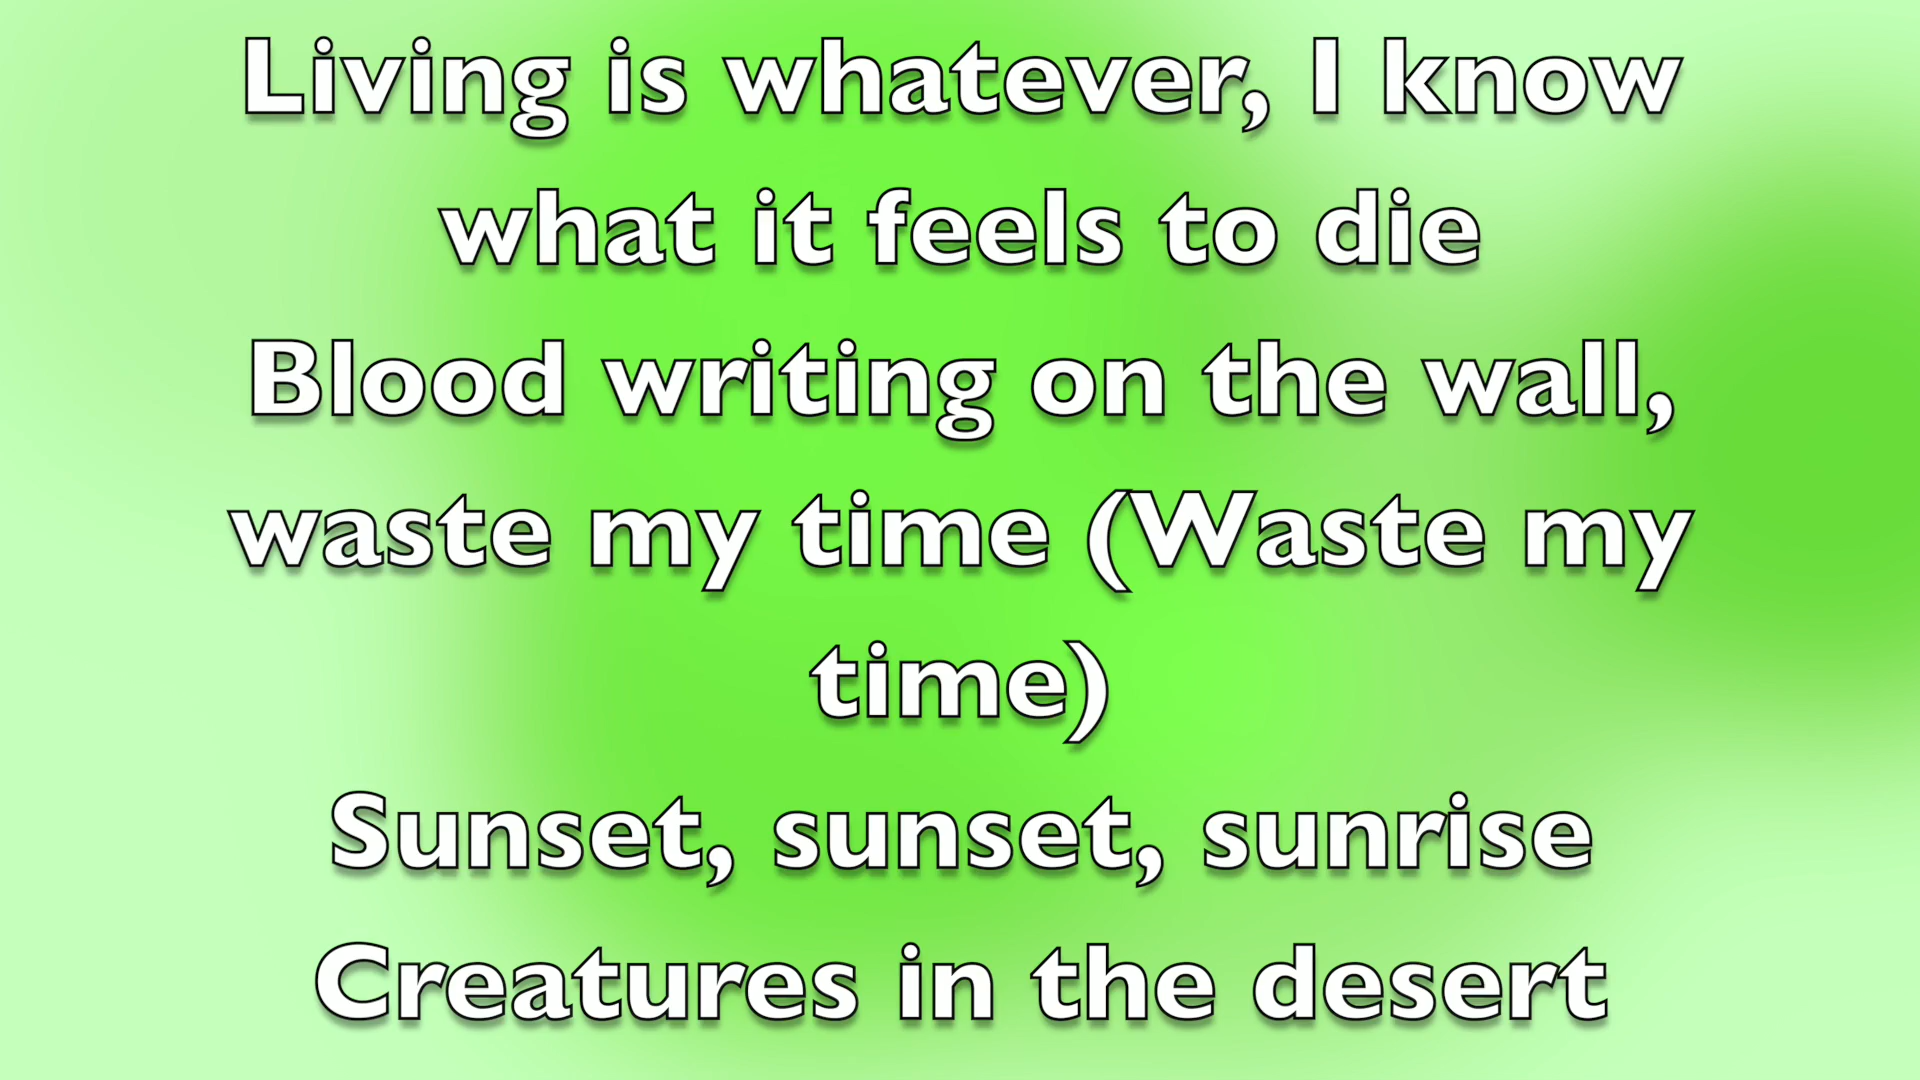 Living is whatever, I know
what it feels to die
Blood writing on the wall,
waste my time (Waste my
time)
Sunset, sunset, sunrise
Creatures in the desert